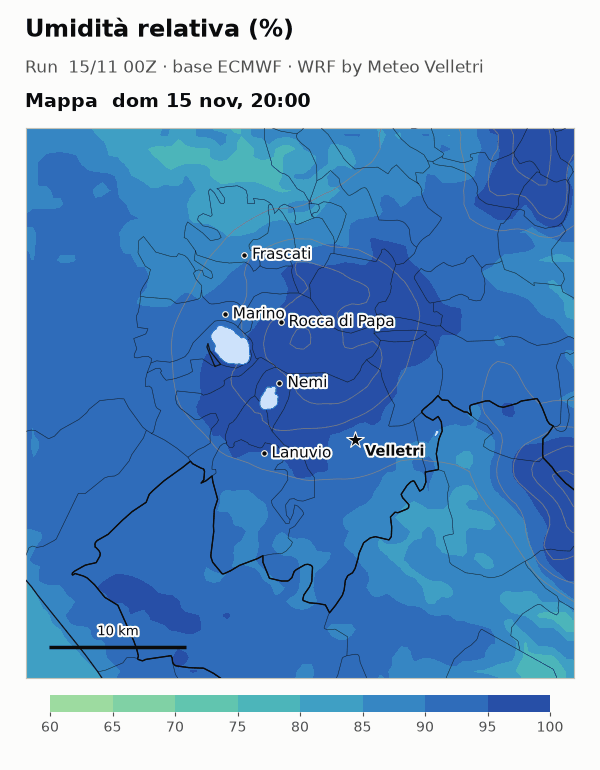 Umidità relativa (%)
Run 15/11 00Z · base ECMWF · WRF by Meteo Velletri
Mappa dom 15 nov, 20:00
Frascati
Marino
Rocca di Papa
Nemi
Velletri
Lanuvio
10 km
60 65 70 75 80 85 90 95 100